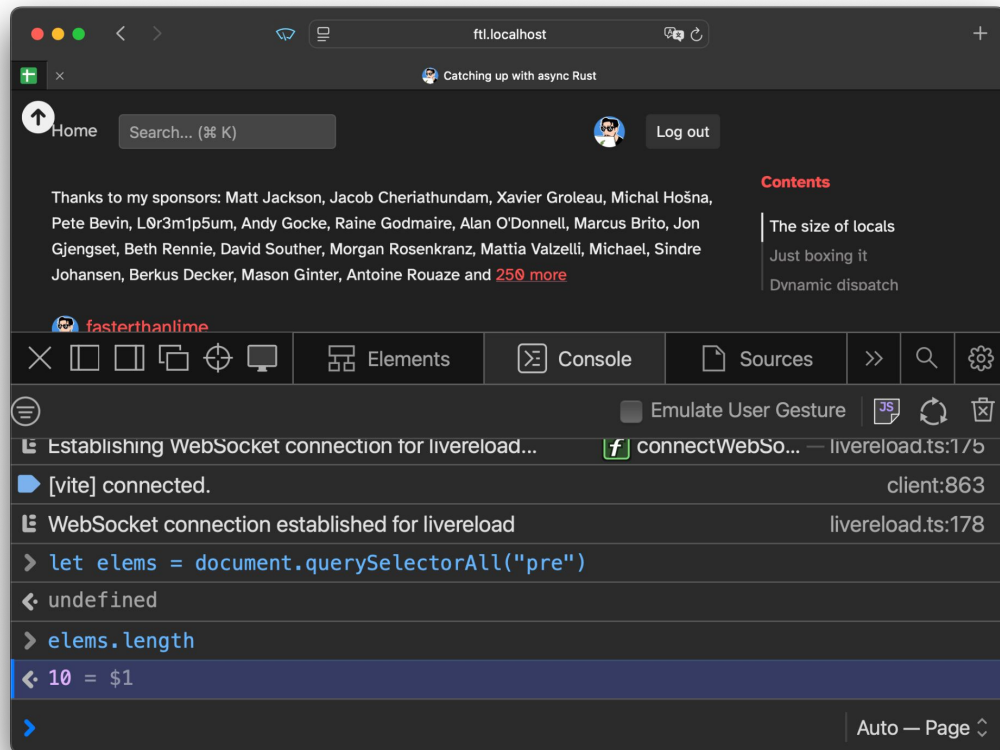 ftl.localhost
Catching up with async Rust
Home
Search... (⌘ K)
Log out
Thanks to my sponsors: Matt Jackson, Jacob Cheriathundam, Xavier Groleau, Michal Hošna,
Pete Bevin, L0r3m1p5um, Andy Gocke, Raine Godmaire, Alan O'Donnell, Marcus Brito, Jon
Gjengset, Beth Rennie, David Souther, Morgan Rosenkranz, Mattia Valzelli, Michael, Sindre
Johansen, Berkus Decker, Mason Ginter, Antoine Rouaze and 250 more
Contents
The size of locals
Just boxing it
Dynamic dispatch
fasterthanlime
Elements
Console
Sources
Emulate User Gesture
JS
Establishing WebSocket connection for livereload... f connectWebSo... — livereload.ts:175
[vite] connected. client:863
WebSocket connection established for livereload livereload.ts:178
> let elems = document.querySelectorAll("pre")
undefined
> elems.length
10 = $1
>
Auto — Page